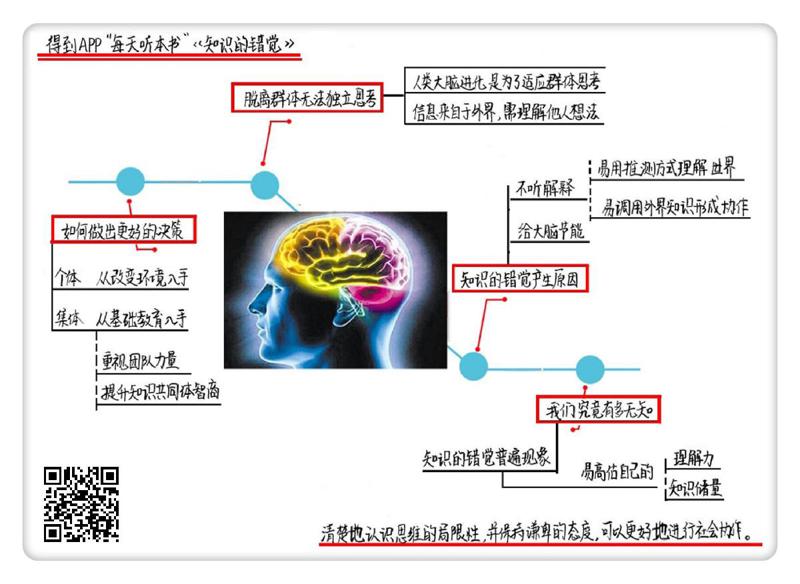 得到APP"每天听本书"《知识的错觉》
脱离群体无法独立思考
人类大脑进化是为了适应群体思考
信息来自于外界,需理解他人想法
如何做出更好的决策
个体 从改变环境入手
集体 从基础教育入手
重视团队力量
提升知识共同体智商
不听解释
易用推测方式理解世界
易调用外界知识形成协作
给大脑节能
知识的错觉产生原因
我们究竟有多无知
知识的错觉普遍现象
易高估自己的
理解力
知识储量
清楚地认识思维的局限性,并保持谦卑的态度,可以更好地进行社会协作。